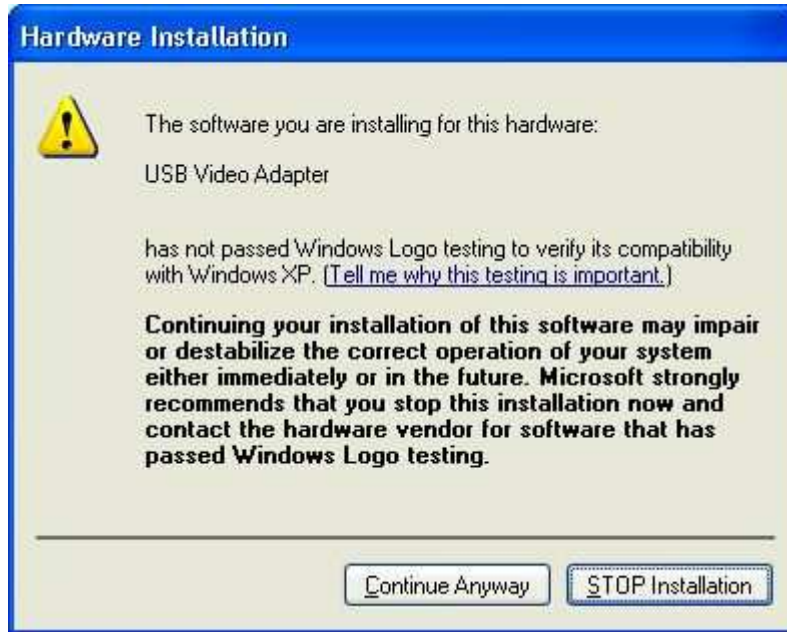 Hardware Installation
The software you are installing for this hardware:
USB Video Adapter
has not passed Windows Logo testing to verify its compatibility
with Windows XP. (Tell me why this testing is important.)
Continuing your installation of this software may impair
or destabilize the correct operation of your system
either immediately or in the future. Microsoft strongly
recommends that you stop this installation now and
contact the hardware vendor for software that has
passed Windows Logo testing.
Continue Anyway
STOP Installation